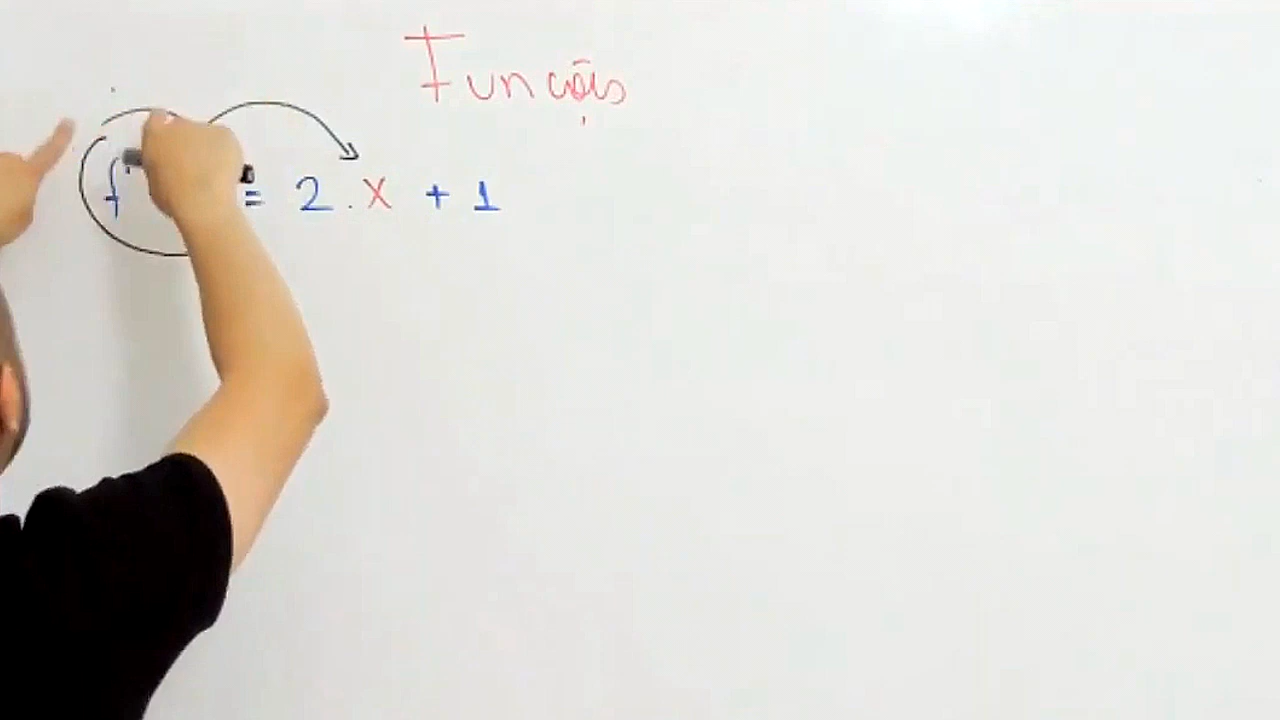 Funções
f = 2.x + 1